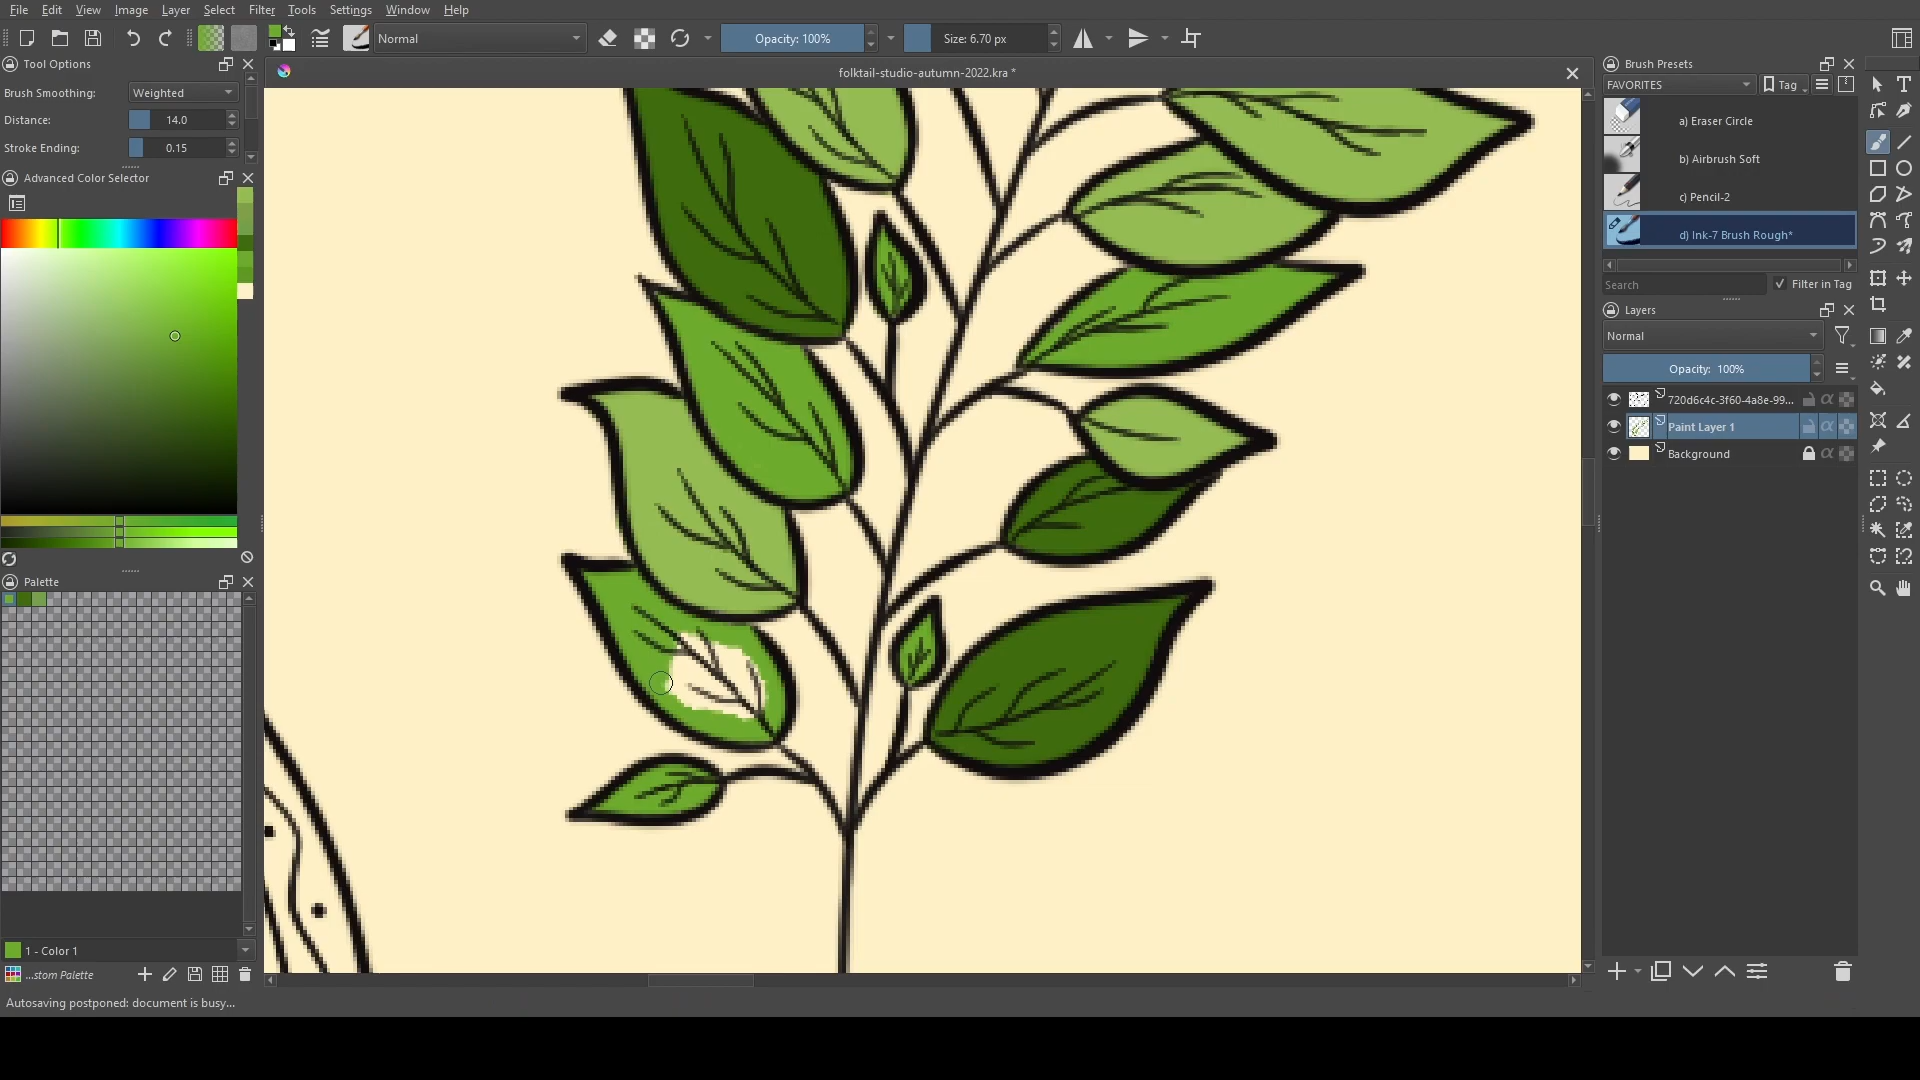 File Edit View Image Layer Select Filter Tools Settings Window Help
Normal
Opacity: 100%
Size: 6.70 px
Tool Options
folktail-studio-autumn-2022.kra *
Brush Presets
Brush Smoothing: Weighted
FAVORITES
Tag
Distance: 14.0
a) Eraser Circle
Stroke Ending: 0.15
b) Airbrush Soft
Advanced Color Selector
c) Pencil-2
d) Ink-7 Brush Rough*
Search
Filter in Tag
Layers
Normal
Opacity: 100%
720d6c4c-3f60-4a8e-99...
Paint Layer 1
Background
Palette
1 - Color 1
...stom Palette
Autosaving postponed: document is busy...